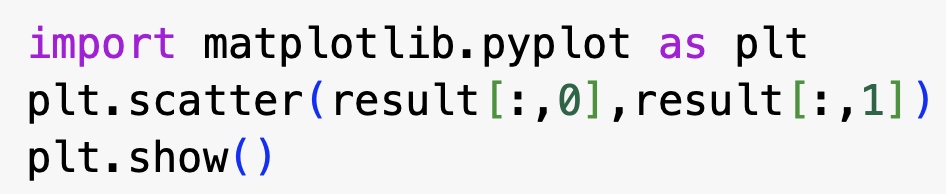 import matplotlib.pyplot as plt
plt.scatter(result[:,0],result[:,1])
plt.show()